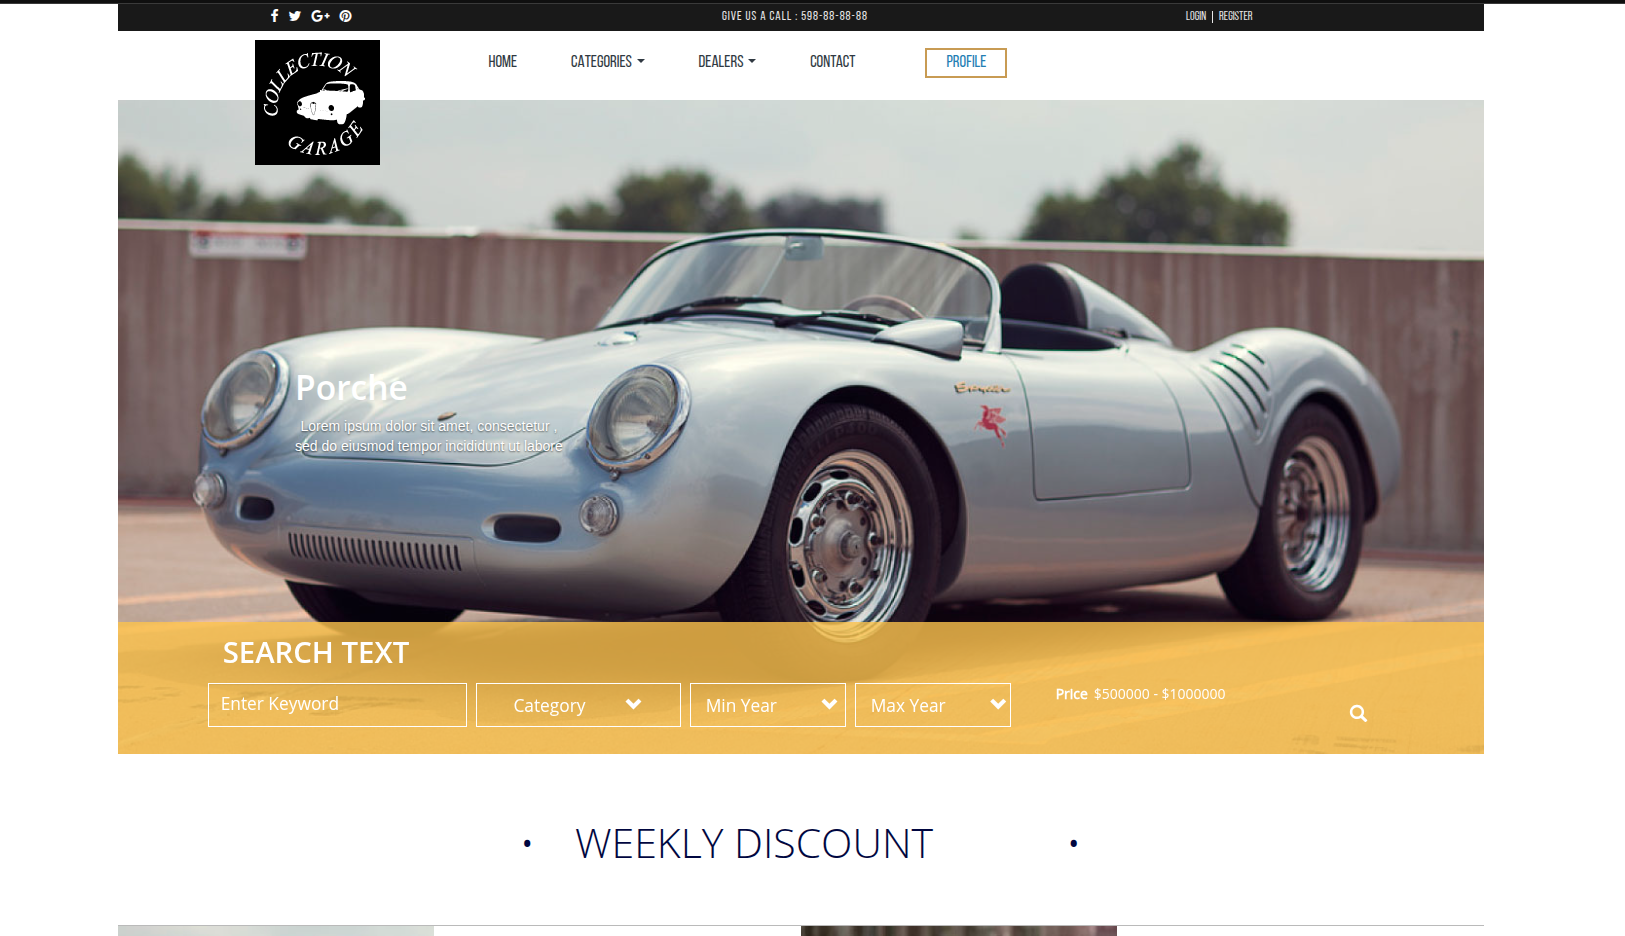 GIVE US A CALL : 598-88-88-88
LOGIN | REGISTER
COLLECTION
GARAGE
HOME
CATEGORIES
DEALERS
CONTACT
PROFILE
Porche
Lorem ipsum dolor sit amet, consectetur ,
sed do eiusmod tempor incididunt ut labore
SEARCH TEXT
Enter Keyword
Category
Min Year
Max Year
Price $500000 - $1000000
• WEEKLY DISCOUNT •